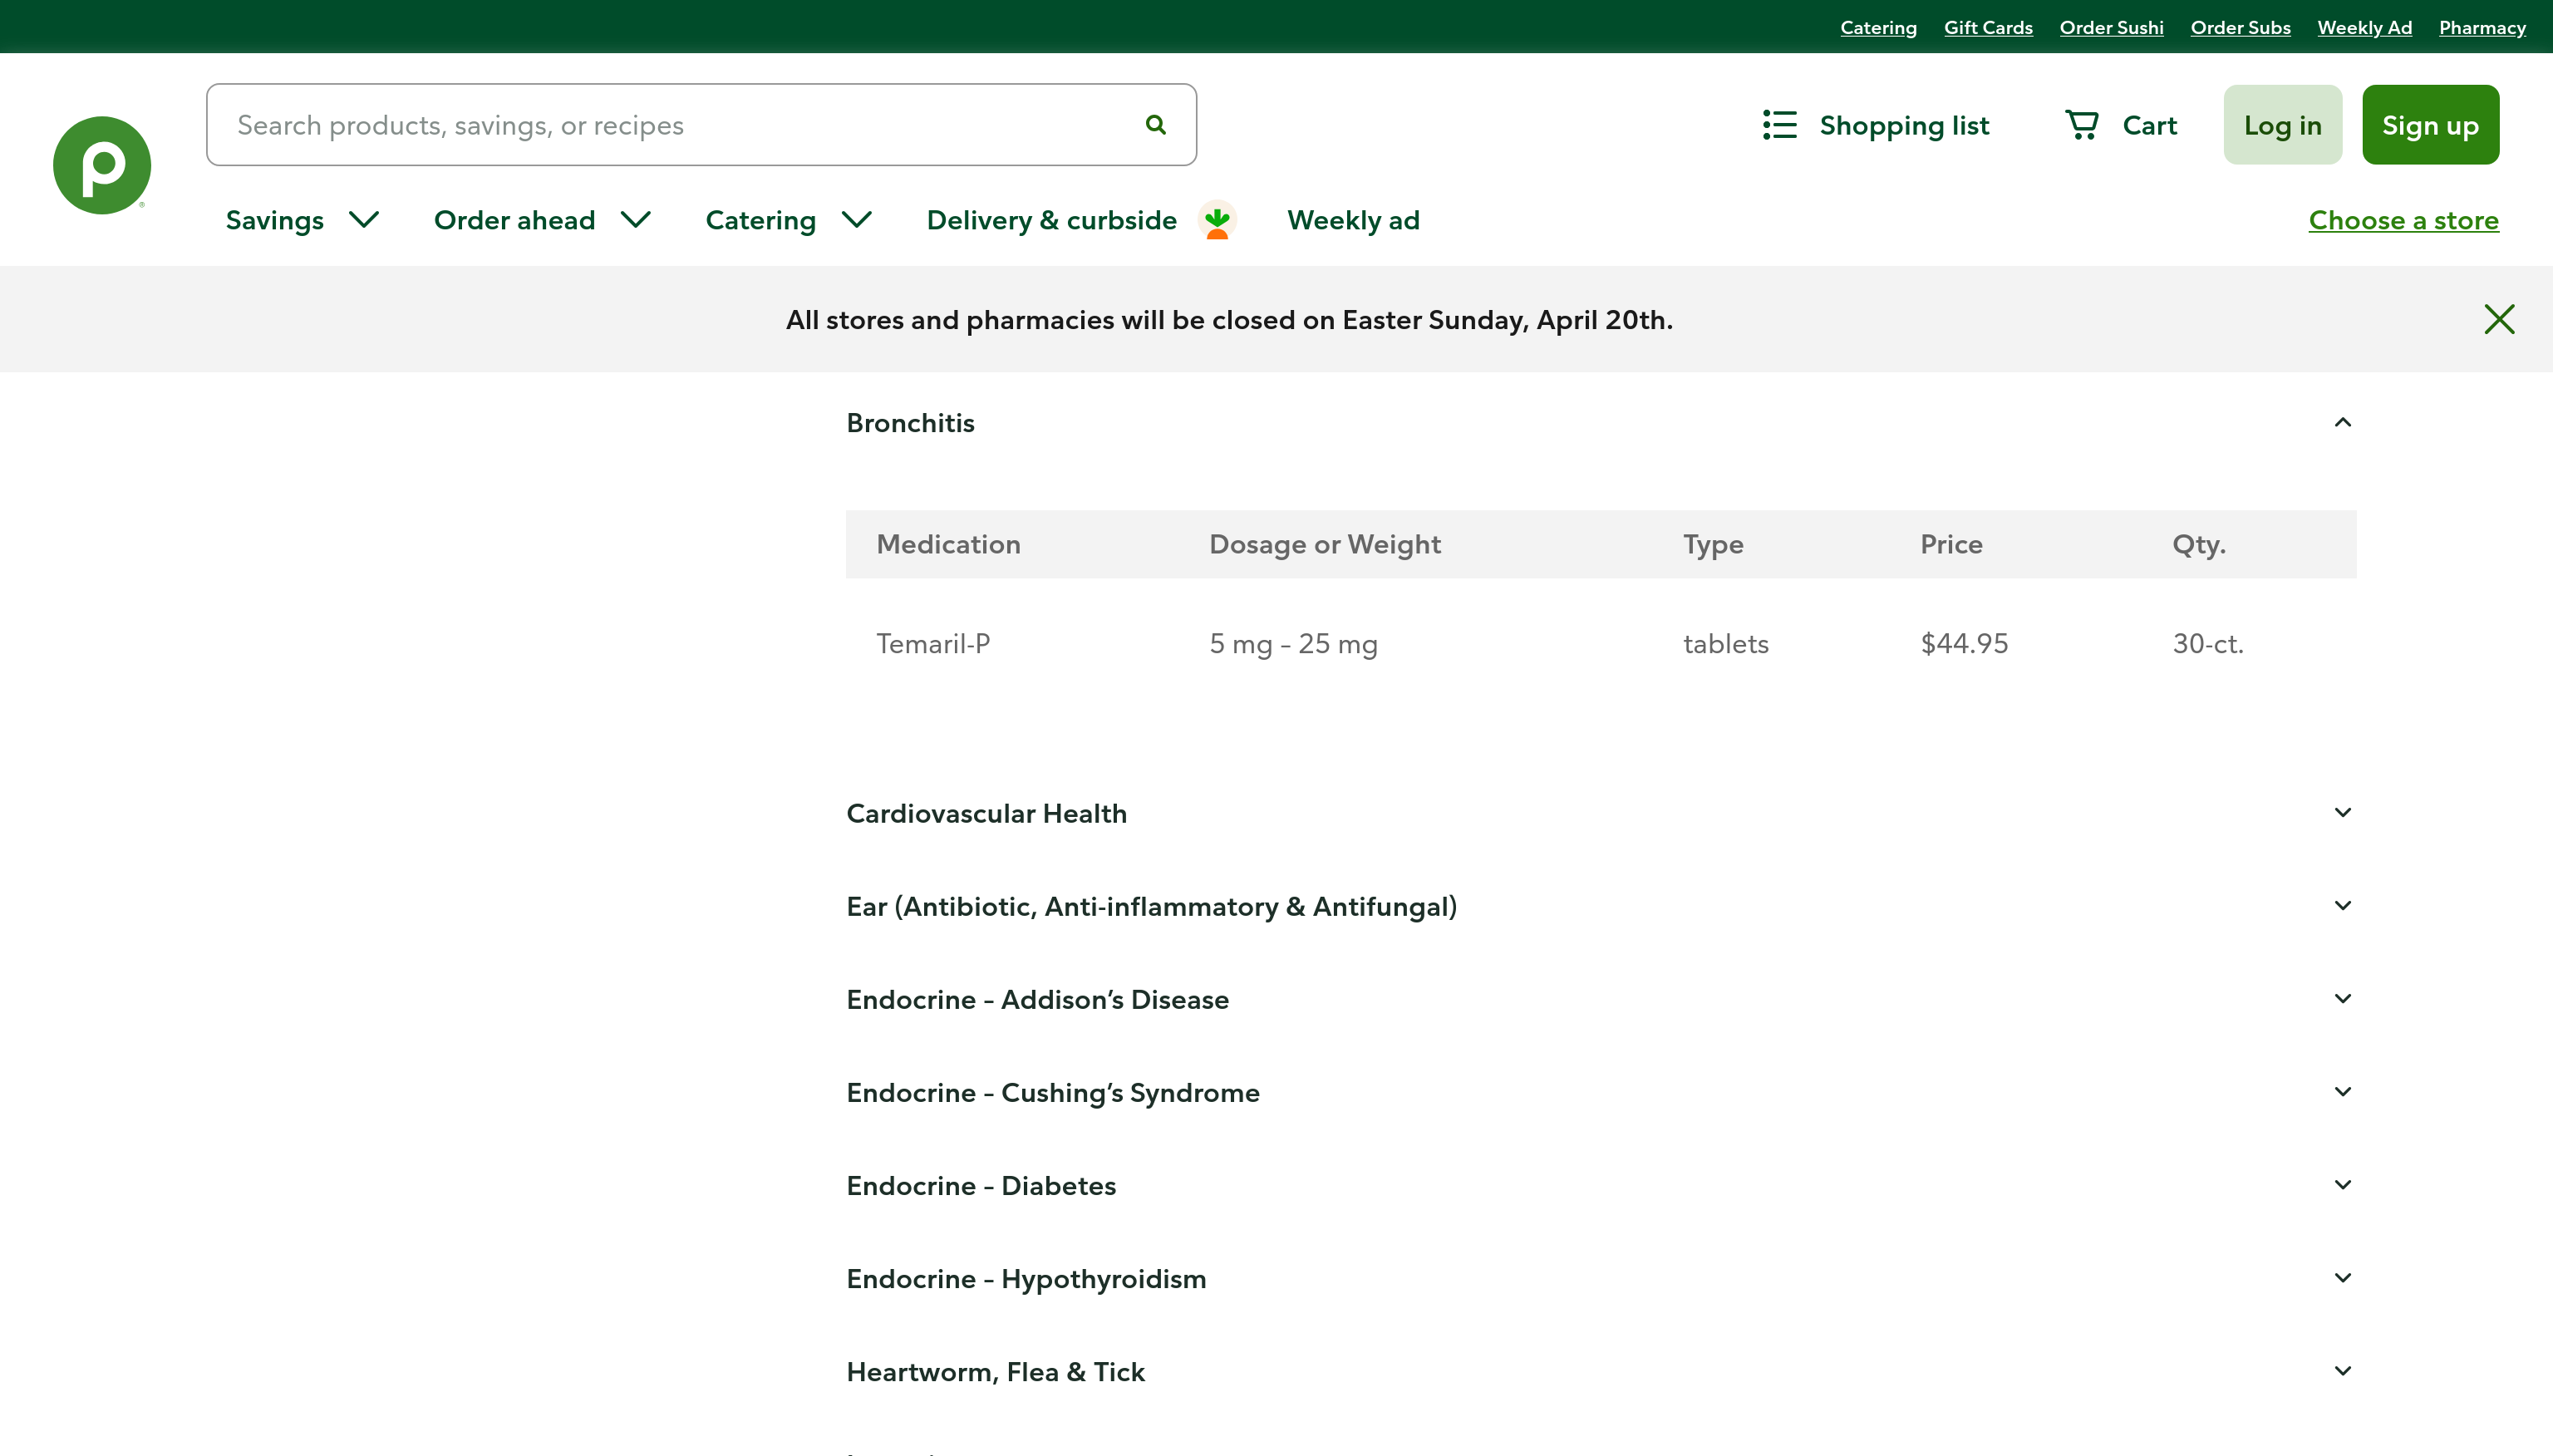 Catering Gift Cards Order Sushi Order Subs Weekly Ad Pharmacy
Search products, savings, or recipes
Shopping list Cart Log in Sign up
p
®
Savings Order ahead Catering Delivery & curbside Weekly ad Choose a store
All stores and pharmacies will be closed on Easter Sunday, April 20th.
Bronchitis
Medication Dosage or Weight Type Price Qty.
Temaril-P 5 mg – 25 mg tablets $44.95 30-ct.
Cardiovascular Health
Ear (Antibiotic, Anti-inflammatory & Antifungal)
Endocrine – Addison’s Disease
Endocrine – Cushing’s Syndrome
Endocrine – Diabetes
Endocrine – Hypothyroidism
Heartworm, Flea & Tick